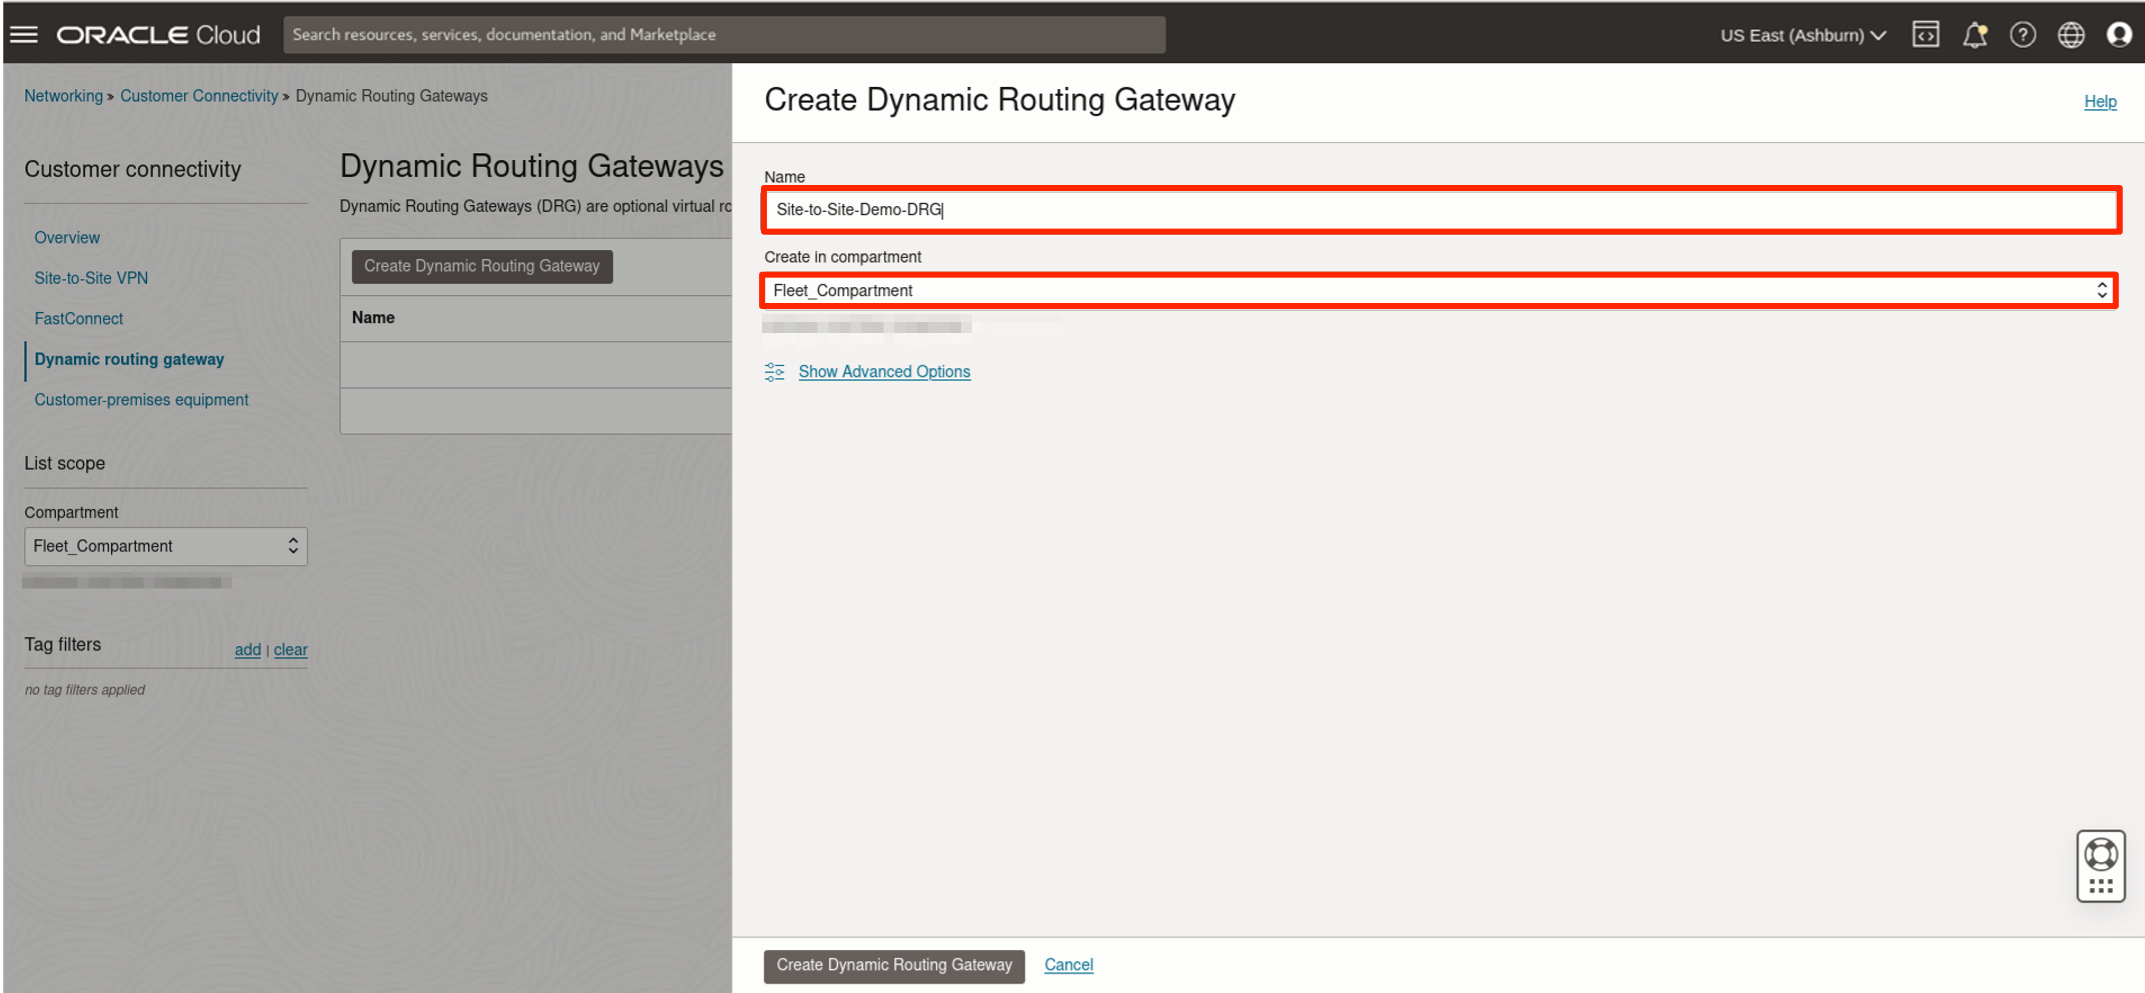 ORACLE Cloud
Search resources, services, documentation, and Marketplace
US East (Ashburn)
Networking » Customer Connectivity » Dynamic Routing Gateways
Customer connectivity
Overview
Site-to-Site VPN
FastConnect
Dynamic routing gateway
Customer-premises equipment
List scope
Compartment
Fleet_Compartment
Tag filters
add | clear
no tag filters applied
Dynamic Routing Gateways
Dynamic Routing Gateways (DRG) are optional virtual ro
Create Dynamic Routing Gateway
Name
Create Dynamic Routing Gateway
Help
Name
Site-to-Site-Demo-DRG
Create in compartment
Fleet_Compartment
Show Advanced Options
Create Dynamic Routing Gateway
Cancel